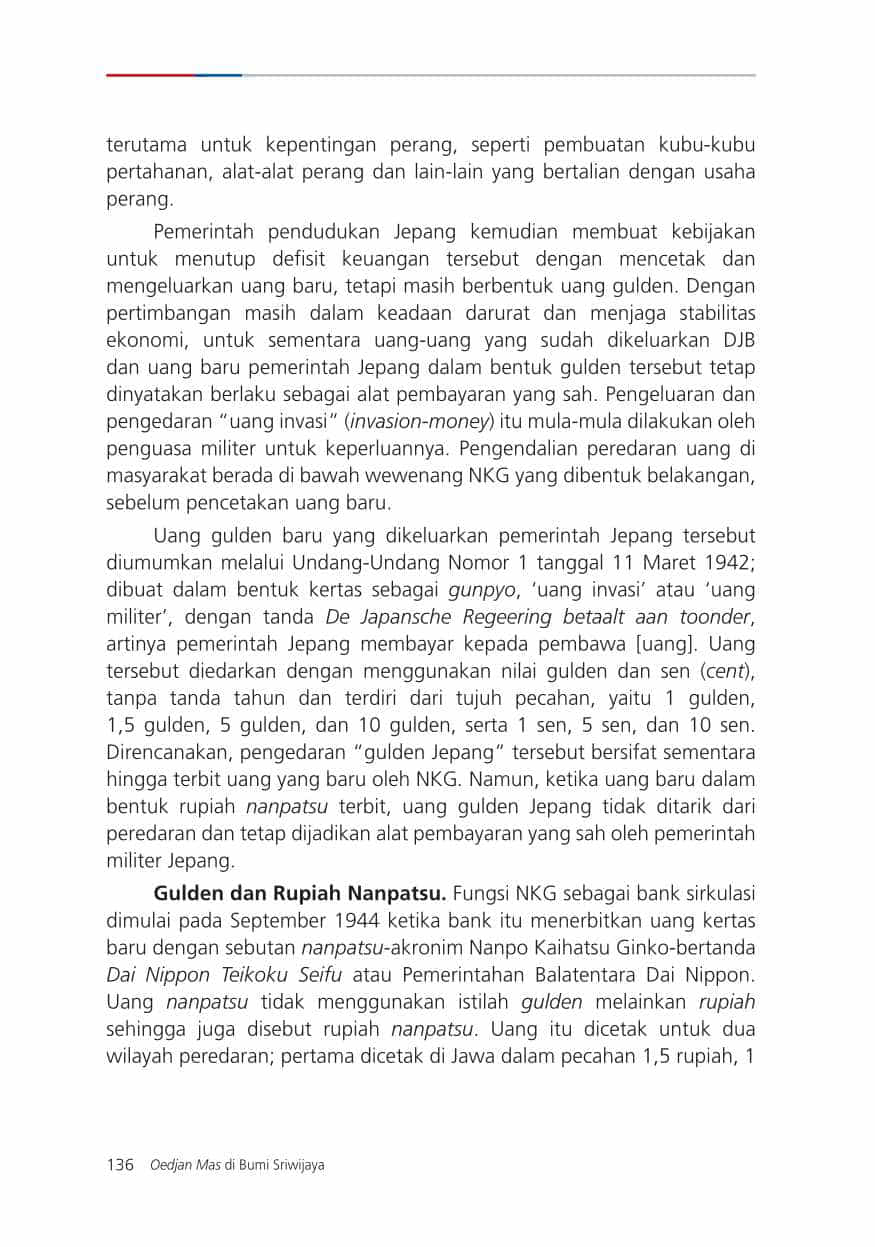 terutama untuk kepentingan perang, seperti pembuatan kubu-kubu
pertahanan, alat-alat perang dan lain-lain yang bertalian dengan usaha
perang.
Pemerintah pendudukan Jepang kemudian membuat kebijakan
untuk menutup defisit keuangan tersebut dengan mencetak dan
mengeluarkan uang baru, tetapi masih berbentuk uang gulden. Dengan
pertimbangan masih dalam keadaan darurat dan menjaga stabilitas
ekonomi, untuk sementara uang-uang yang sudah dikeluarkan DJB
dan uang baru pemerintah Jepang dalam bentuk gulden tersebut tetap
dinyatakan berlaku sebagai alat pembayaran yang sah. Pengeluaran dan
pengedaran “uang invasi” (invasion-money) itu mula-mula dilakukan oleh
penguasa militer untuk keperluannya. Pengendalian peredaran uang di
masyarakat berada di bawah wewenang NKG yang dibentuk belakangan,
sebelum pencetakan uang baru.
Uang gulden baru yang dikeluarkan pemerintah Jepang tersebut
diumumkan melalui Undang-Undang Nomor 1 tanggal 11 Maret 1942;
dibuat dalam bentuk kertas sebagai gunpyo, ‘uang invasi’ atau ‘uang
militer’, dengan tanda De Japansche Regeering betaalt aan toonder,
artinya pemerintah Jepang membayar kepada pembawa [uang]. Uang
tersebut diedarkan dengan menggunakan nilai gulden dan sen (cent),
tanpa tanda tahun dan terdiri dari tujuh pecahan, yaitu 1 gulden,
1,5 gulden, 5 gulden, dan 10 gulden, serta 1 sen, 5 sen, dan 10 sen.
Direncanakan, pengedaran “gulden Jepang” tersebut bersifat sementara
hingga terbit uang yang baru oleh NKG. Namun, ketika uang baru dalam
bentuk rupiah nanpatsu terbit, uang gulden Jepang tidak ditarik dari
peredaran dan tetap dijadikan alat pembayaran yang sah oleh pemerintah
militer Jepang.
Gulden dan Rupiah Nanpatsu. Fungsi NKG sebagai bank sirkulasi
dimulai pada September 1944 ketika bank itu menerbitkan uang kertas
baru dengan sebutan nanpatsu-akronim Nanpo Kaihatsu Ginko-bertanda
Dai Nippon Teikoku Seifu atau Pemerintahan Balatentara Dai Nippon.
Uang nanpatsu tidak menggunakan istilah gulden melainkan rupiah
sehingga juga disebut rupiah nanpatsu. Uang itu dicetak untuk dua
wilayah peredaran; pertama dicetak di Jawa dalam pecahan 1,5 rupiah, 1
136 Oedjan Mas di Bumi Sriwijaya